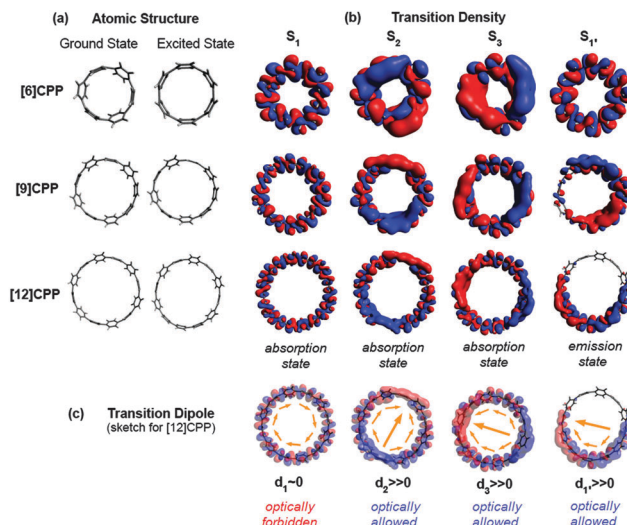 (a) Atomic Structure
(b) Transition Density
Ground State Excited State
S1 S2 S3 S1'
[6]CPP
[9]CPP
[12]CPP
absorption state
absorption state
absorption state
emission state
(c) Transition Dipole
(sketch for [12]CPP)
d1~0 d2>>0 d3>>0 d1'>>0
optically forbidden
optically allowed
optically allowed
optically allowed